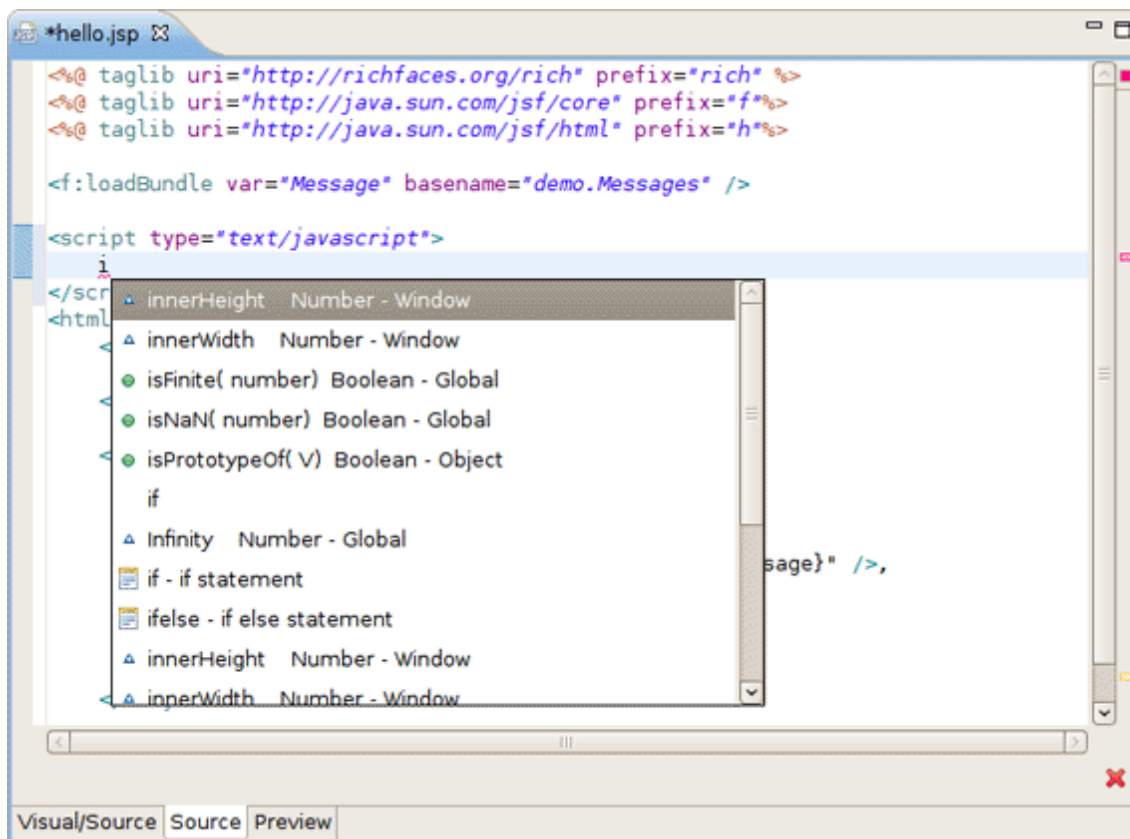 *hello.jsp
<%@ taglib uri="http://richfaces.org/rich" prefix="rich" %>
<%@ taglib uri="http://java.sun.com/jsf/core" prefix="f"%>
<%@ taglib uri="http://java.sun.com/jsf/html" prefix="h"%>
<f:loadBundle var="Message" basename="demo.Messages" />
<script type="text/javascript">
i
</scr
<html
innerHeight Number - Window
innerWidth Number - Window
<
isFinite( number) Boolean - Global
<
isNaN( number) Boolean - Global
<
isPrototypeOf( V) Boolean - Object
if
Infinity Number - Global
sage}" />,
if - if statement
ifelse - if else statement
innerHeight Number - Window
<
innerWidth Number - Window
Visual/Source Source Preview